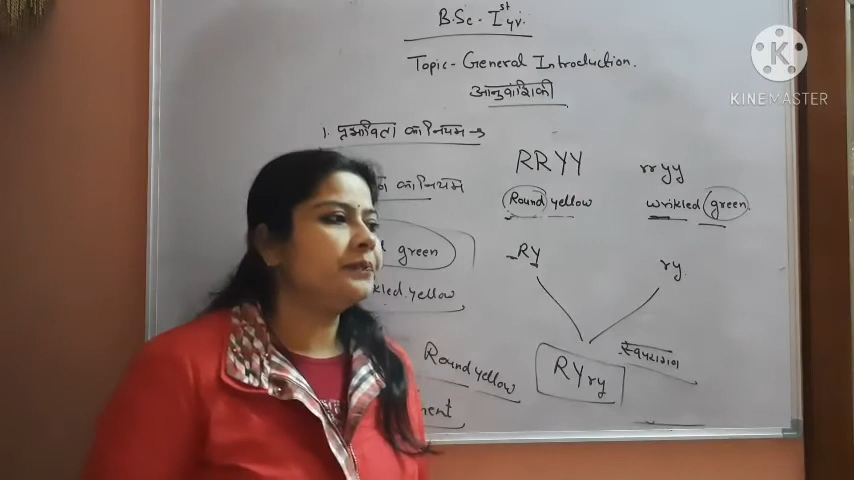 B.Sc - Ist yr.
Topic - General Introduction.
आनुवांशिकी
KINEMASTER
1. प्रभाविता का नियम →
का नियम
RRYY
rryy
Round yellow
wrikled green.
green
Ry
ry
kled yellow
Round yellow
RYry
स्वपरागण
ment